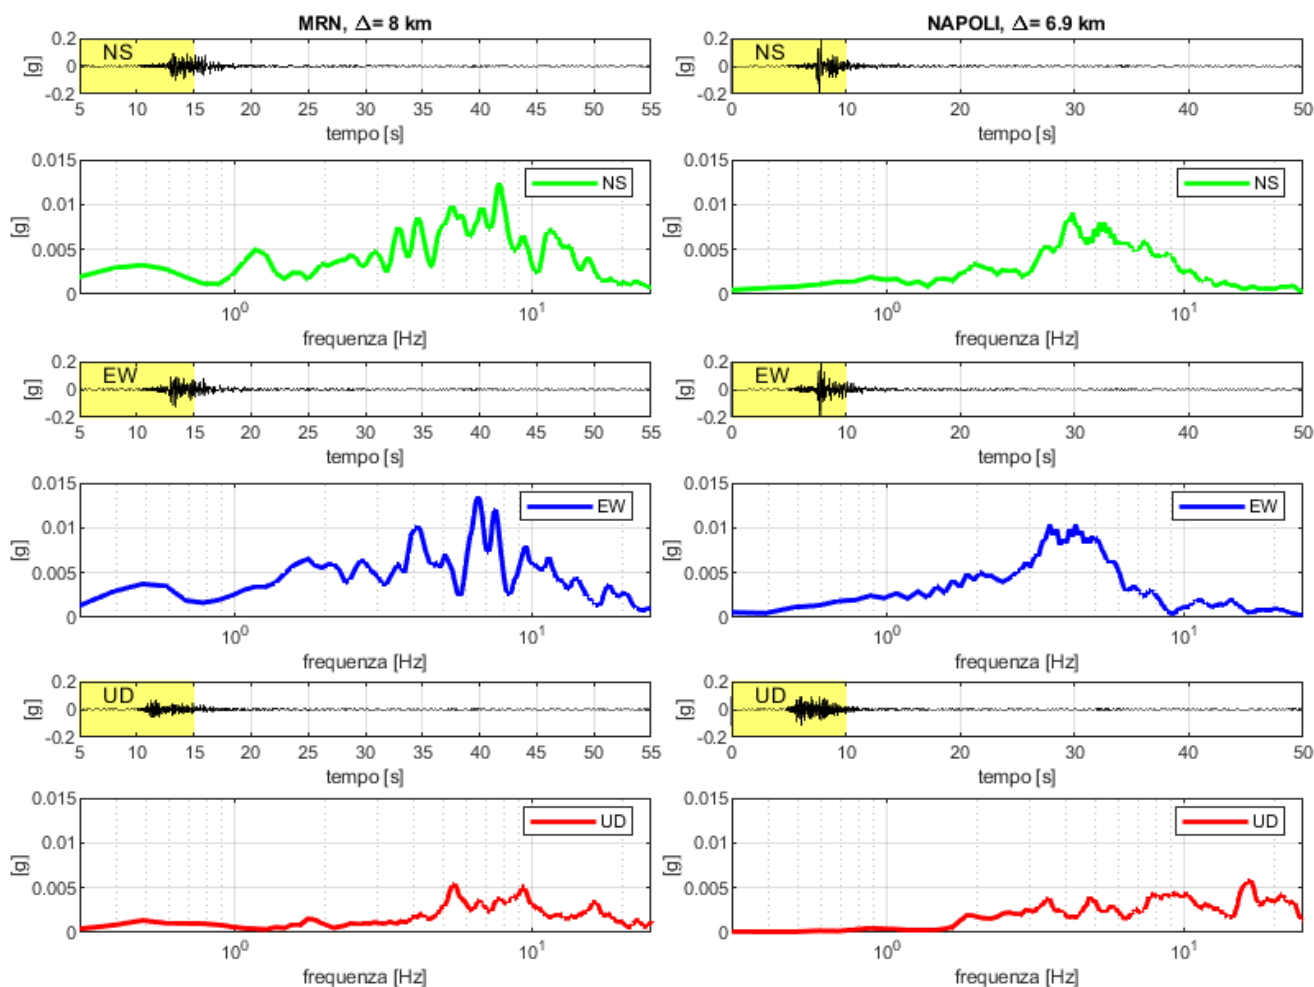 MRN, Δ= 8 km
0.2
0
-0.2
[g]
NS
5 10 15 20 25 30 35 40 45 50 55
tempo [s]
0.015
0.01
0.005
0
[g]
NS
10^0 10^1
frequenza [Hz]
0.2
0
-0.2
[g]
EW
5 10 15 20 25 30 35 40 45 50 55
tempo [s]
0.015
0.01
0.005
0
[g]
EW
10^0 10^1
frequenza [Hz]
0.2
0
-0.2
[g]
UD
5 10 15 20 25 30 35 40 45 50 55
tempo [s]
0.015
0.01
0.005
0
[g]
UD
10^0 10^1
frequenza [Hz]
NAPOLI, Δ= 6.9 km
0.2
0
-0.2
[g]
NS
0 10 20 30 40 50
tempo [s]
0.015
0.01
0.005
0
[g]
NS
10^0 10^1
frequenza [Hz]
0.2
0
-0.2
[g]
EW
0 10 20 30 40 50
tempo [s]
0.015
0.01
0.005
0
[g]
EW
10^0 10^1
frequenza [Hz]
0.2
0
-0.2
[g]
UD
0 10 20 30 40 50
tempo [s]
0.015
0.01
0.005
0
[g]
UD
10^0 10^1
frequenza [Hz]